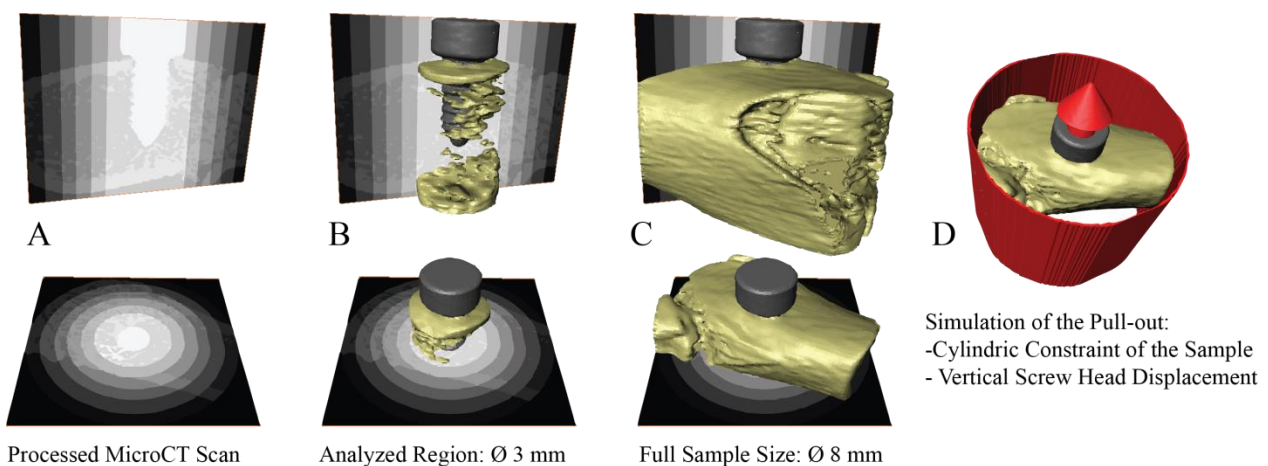 A
B
C
D
Processed MicroCT Scan
Analyzed Region: Ø 3 mm
Full Sample Size: Ø 8 mm
Simulation of the Pull-out:
-Cylindric Constraint of the Sample
- Vertical Screw Head Displacement